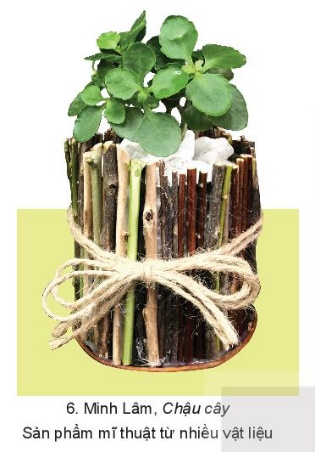 6. Minh Lâm, Chậu cây
Sản phẩm mĩ thuật từ nhiều vật liệu